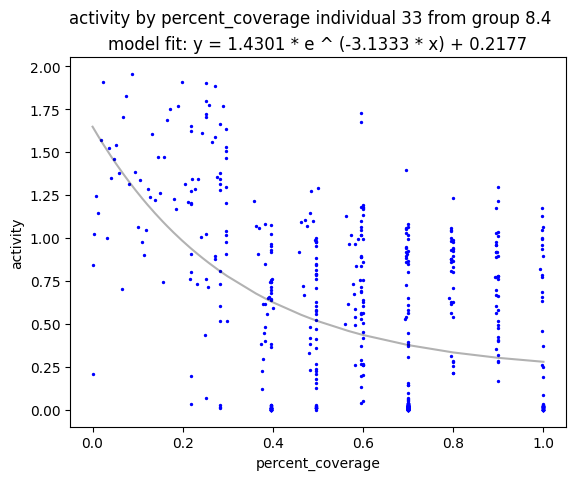 activity by percent_coverage individual 33 from group 8.4
model fit: y = 1.4301 * e ^ (-3.1333 * x) + 0.2177
2.00
1.75
1.50
1.25
1.00
0.75
0.50
0.25
0.00
activity
0.0 0.2 0.4 0.6 0.8 1.0
percent_coverage